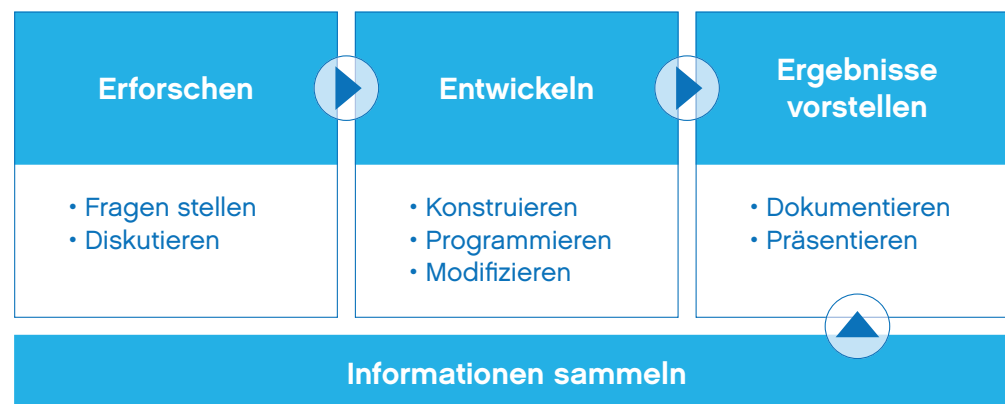 Erforschen
• Fragen stellen
• Diskutieren
Entwickeln
• Konstruieren
• Programmieren
• Modifizieren
Ergebnisse
vorstellen
• Dokumentieren
• Präsentieren
Informationen sammeln